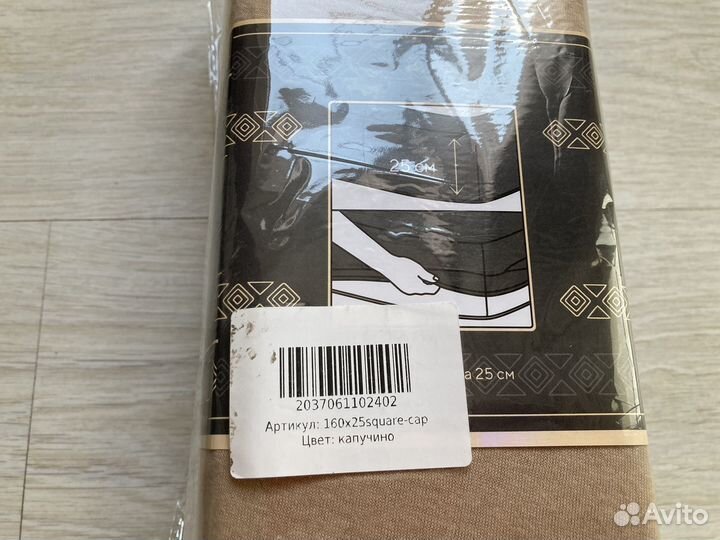 25 см
а 25 см
2037061102402
Артикул: 160x25square-cap
Цвет: капучино
Avito